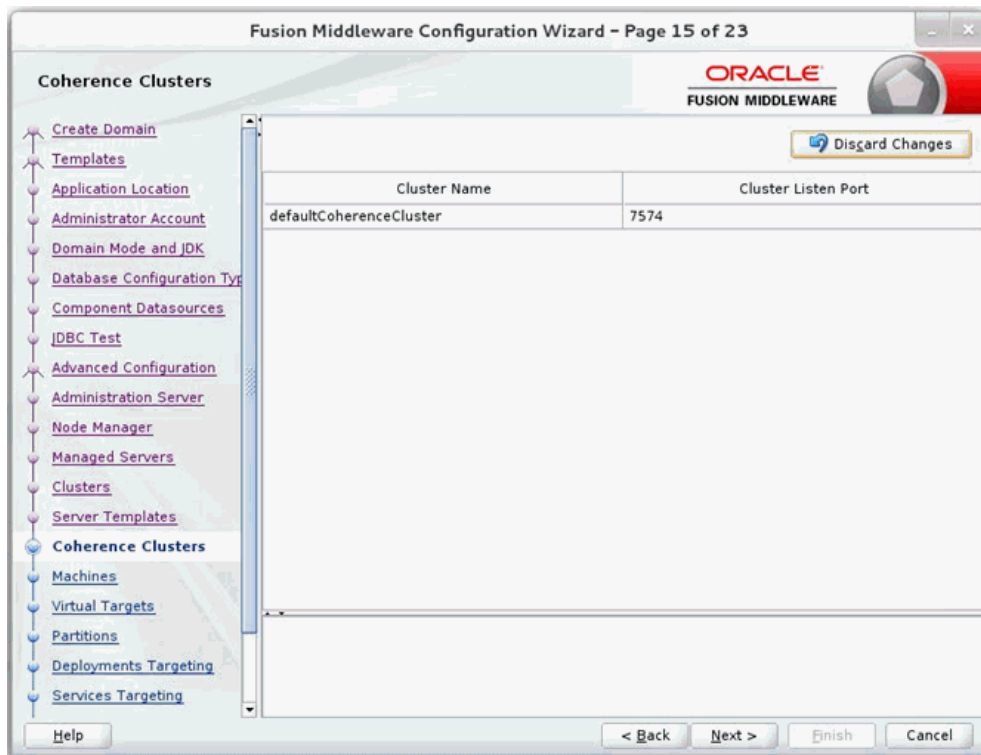 Fusion Middleware Configuration Wizard – Page 15 of 23
Coherence Clusters
ORACLE
FUSION MIDDLEWARE
Create Domain
Templates
Application Location
Administrator Account
Domain Mode and JDK
Database Configuration Typ
Component Datasources
JDBC Test
Advanced Configuration
Administration Server
Node Manager
Managed Servers
Clusters
Server Templates
Coherence Clusters
Machines
Virtual Targets
Partitions
Deployments Targeting
Services Targeting
Discard Changes
Cluster Name Cluster Listen Port
defaultCoherenceCluster 7574
Help < Back Next > Finish Cancel